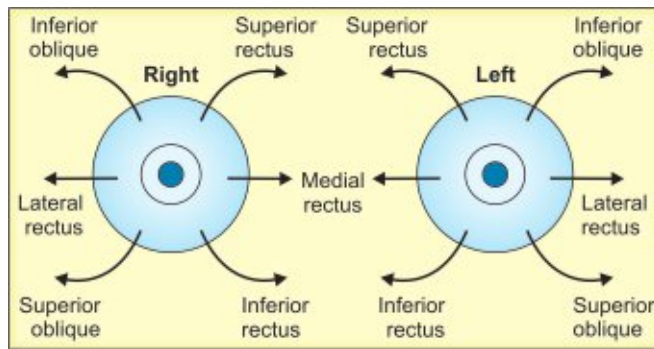 Inferior
oblique
Superior
rectus
Superior
rectus
Inferior
oblique
Right
Left
Lateral
rectus
Medial
rectus
Lateral
rectus
Superior
oblique
Inferior
rectus
Inferior
rectus
Superior
oblique